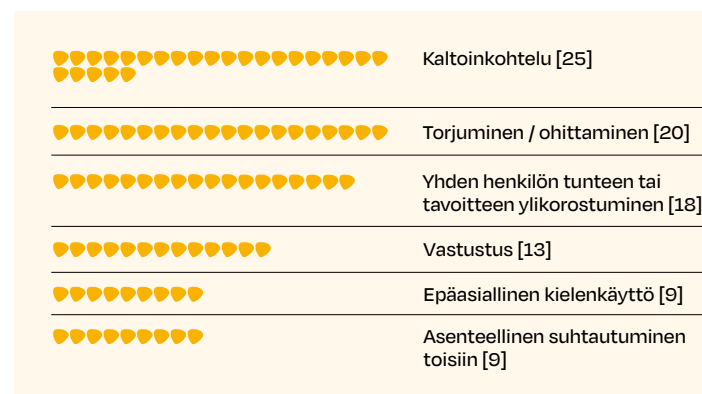 Kaltoinkohtelu [25]
Torjuminen / ohittaminen [20]
Yhden henkilön tunteen tai
tavoitteen ylikorostuminen [18]
Vastustus [13]
Epäasiallinen kielenkäyttö [9]
Asenteellinen suhtautuminen
toisiin [9]